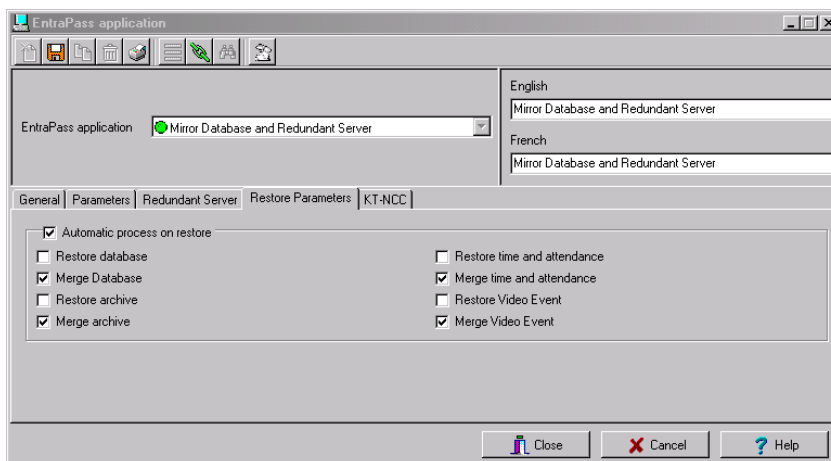 EntraPass application
English
Mirror Database and Redundant Server
EntraPass application
Mirror Database and Redundant Server
French
Mirror Database and Redundant Server
General
Parameters
Redundant Server
Restore Parameters
KT-NCC
Automatic process on restore
Restore database
Restore time and attendance
Merge Database
Merge time and attendance
Restore archive
Restore Video Event
Merge archive
Merge Video Event
Close
Cancel
Help